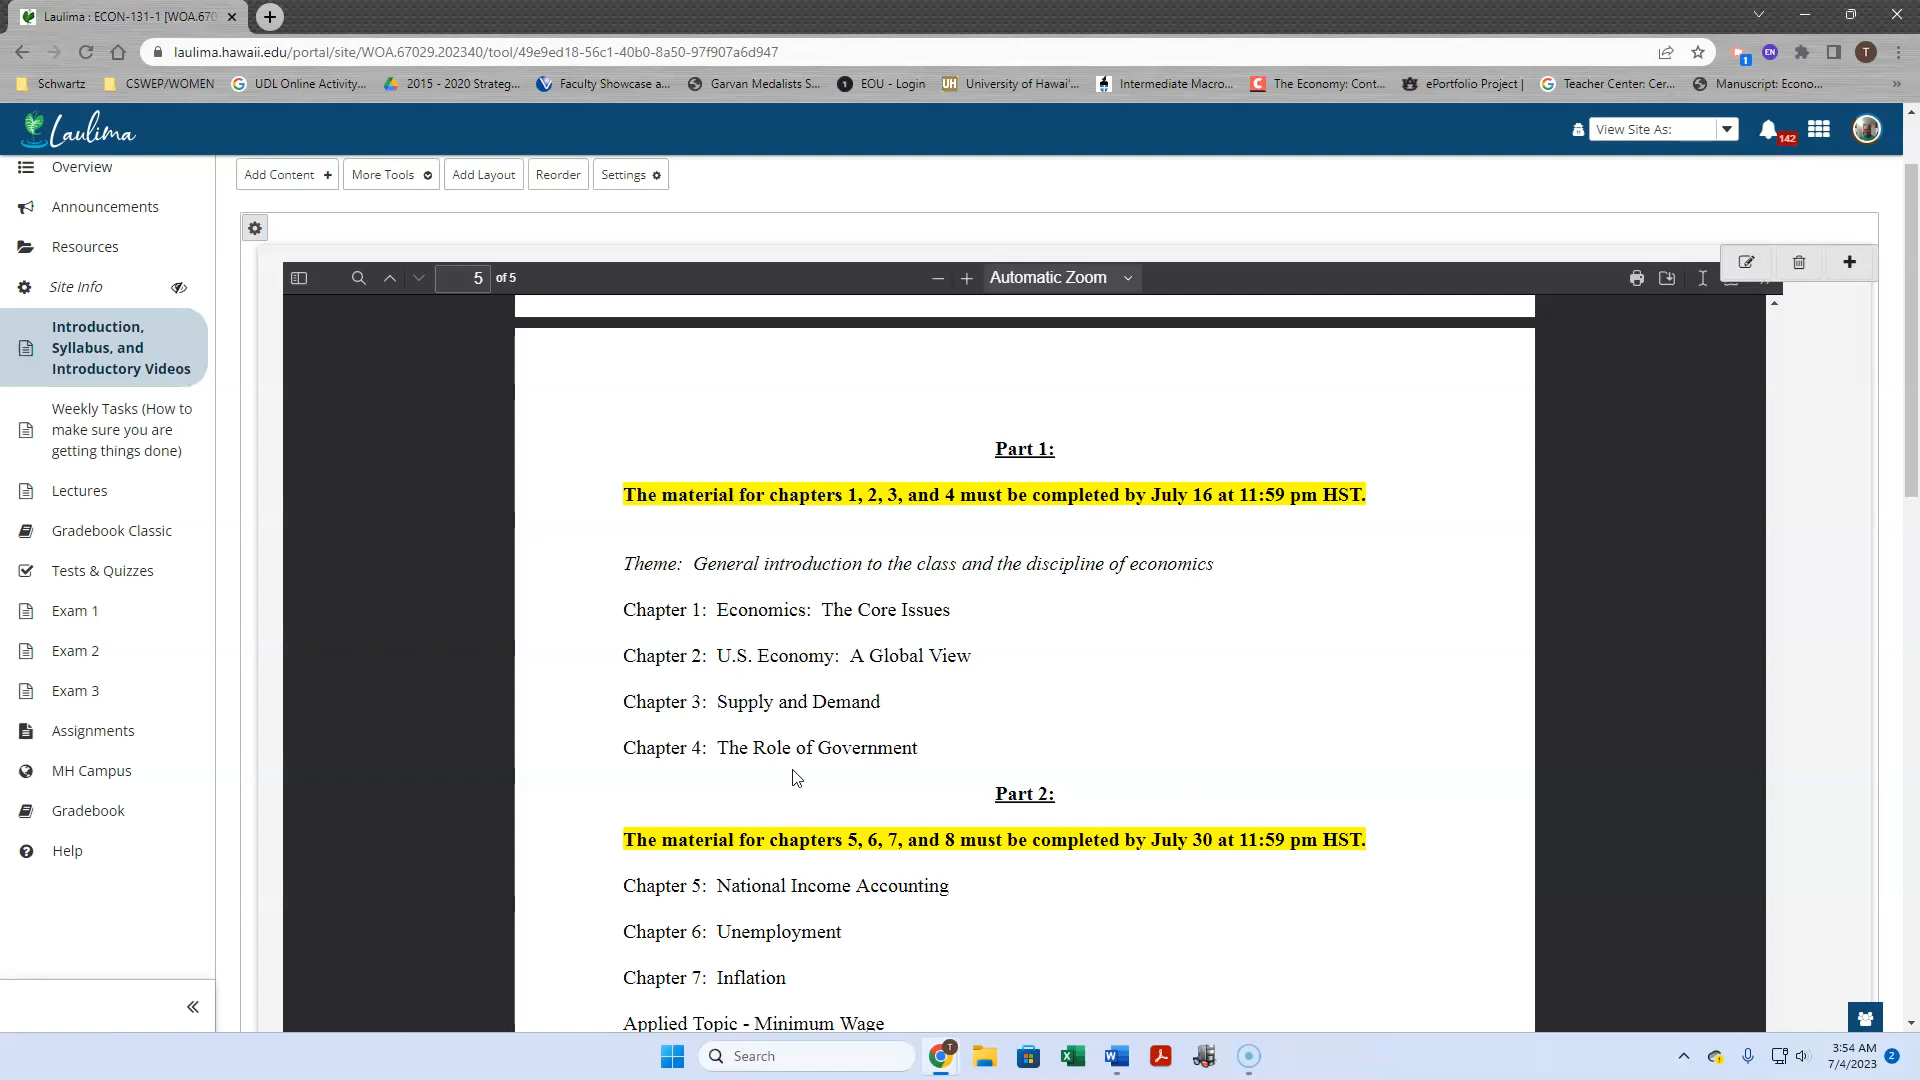 Laulima : ECON-131-1 [WOA.670
laulima.hawaii.edu/portal/site/WOA.67029.202340/tool/49e9ed18-56c1-40b0-8a50-97f907a6d947
1
EN
T
Schwartz
CSWEP/WOMEN
UDL Online Activity...
2015 - 2020 Strateg...
Faculty Showcase a...
Garvan Medalists S...
EOU - Login
University of Hawai'...
Intermediate Macro...
The Economy: Cont...
ePortfolio Project |
Teacher Center: Cer...
Manuscript: Econo...
»
Laulima
View Site As:
142
Overview
Announcements
Resources
Site Info
Introduction,
Syllabus, and
Introductory Videos
Weekly Tasks (How to
make sure you are
getting things done)
Lectures
Gradebook Classic
Tests & Quizzes
Exam 1
Exam 2
Exam 3
Assignments
MH Campus
Gradebook
Help
Add Content +
More Tools
Add Layout
Reorder
Settings
5 of 5
Automatic Zoom
Part 1:
The material for chapters 1, 2, 3, and 4 must be completed by July 16 at 11:59 pm HST.
Theme: General introduction to the class and the discipline of economics
Chapter 1: Economics: The Core Issues
Chapter 2: U.S. Economy: A Global View
Chapter 3: Supply and Demand
Chapter 4: The Role of Government
Part 2:
The material for chapters 5, 6, 7, and 8 must be completed by July 30 at 11:59 pm HST.
Chapter 5: National Income Accounting
Chapter 6: Unemployment
Chapter 7: Inflation
Applied Topic - Minimum Wage
Search
T
3:54 AM
7/4/2023
2